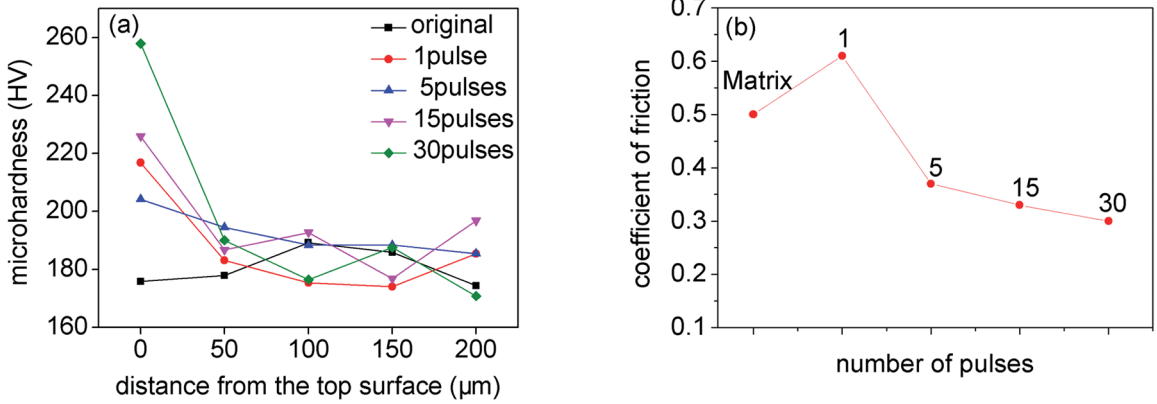 (a)
original
1pulse
5pulses
15pulses
30pulses
microhardness (HV)
260
240
220
200
180
160
0 50 100 150 200
distance from the top surface (μm)
(b)
Matrix
1
5
15
30
coefficient of friction
0.7
0.6
0.5
0.4
0.3
0.2
0.1
number of pulses